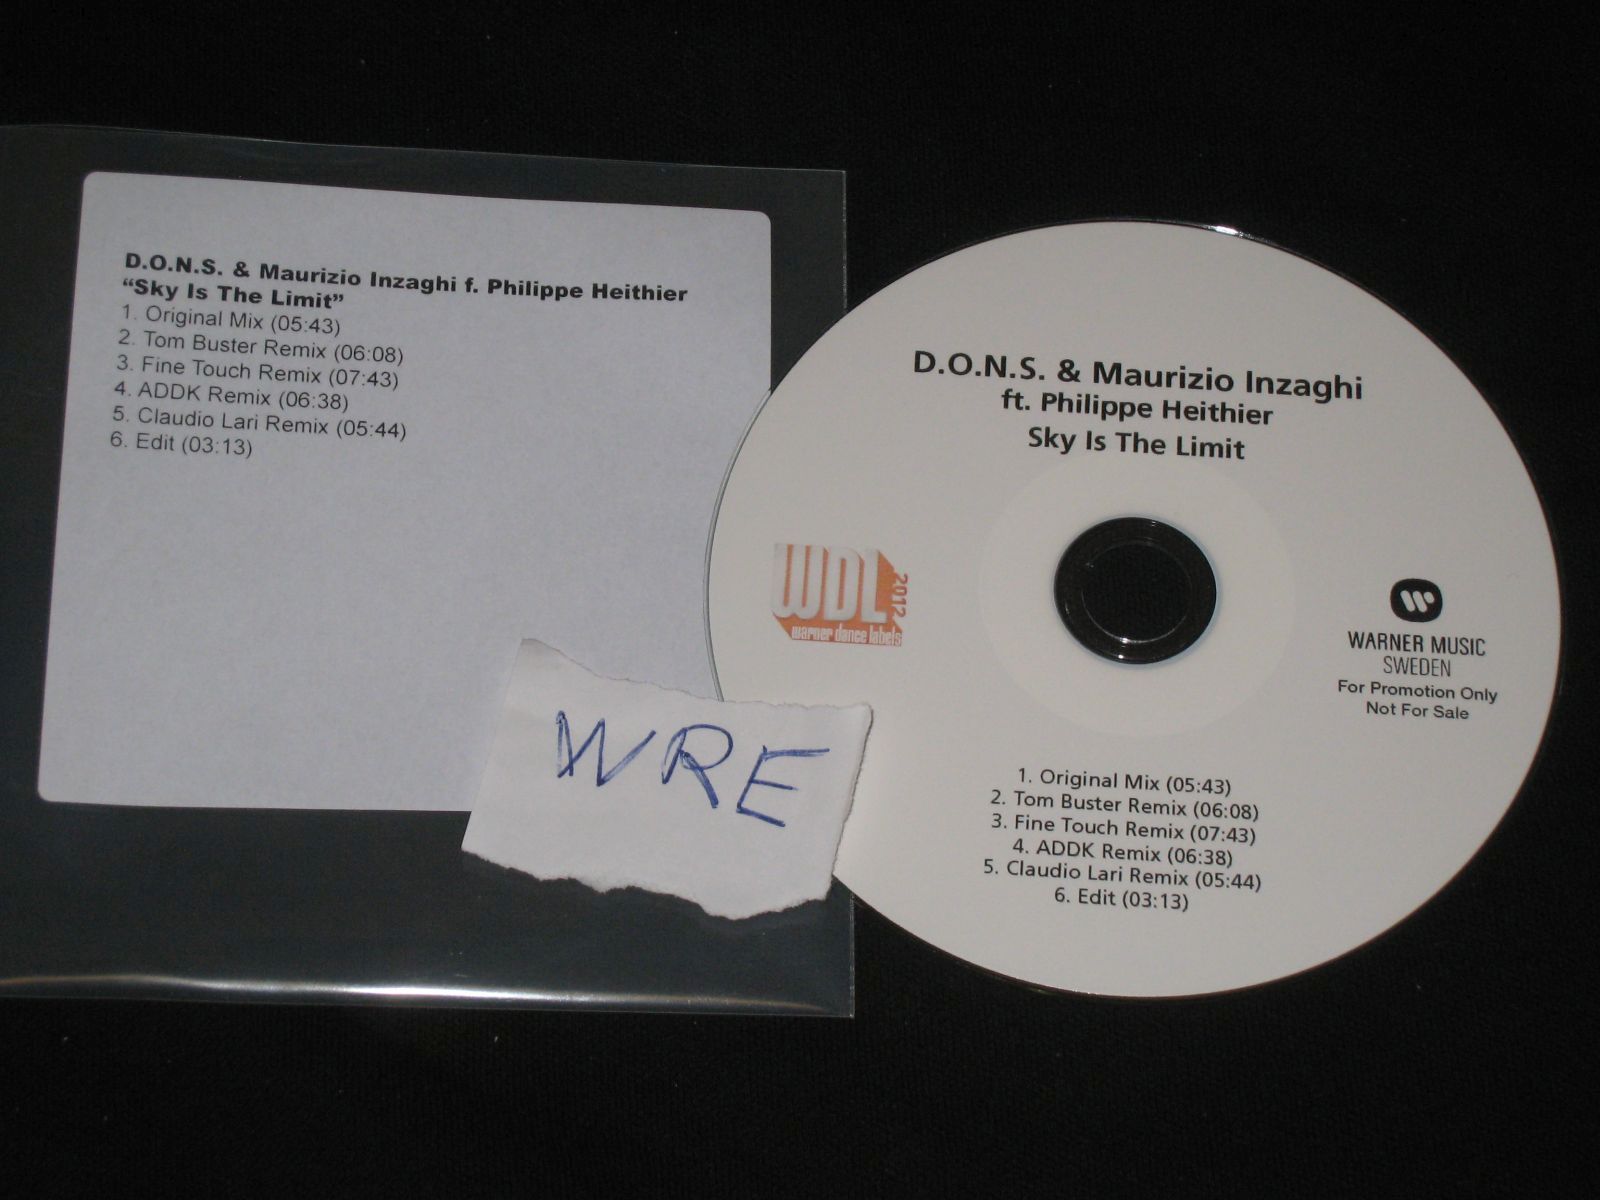 D.O.N.S. & Maurizio Inzaghi f. Philippe Heithier
“Sky Is The Limit”
1. Original Mix (05:43)
2. Tom Buster Remix (06:08)
3. Fine Touch Remix (07:43)
4. ADDK Remix (06:38)
5. Claudio Lari Remix (05:44)
6. Edit (03:13)
WRE
D.O.N.S. & Maurizio Inzaghi
ft. Philippe Heithier
Sky Is The Limit
WDL
2012
warner dance labels
WARNER MUSIC
SWEDEN
For Promotion Only
Not For Sale
1. Original Mix (05:43)
2. Tom Buster Remix (06:08)
3. Fine Touch Remix (07:43)
4. ADDK Remix (06:38)
5. Claudio Lari Remix (05:44)
6. Edit (03:13)